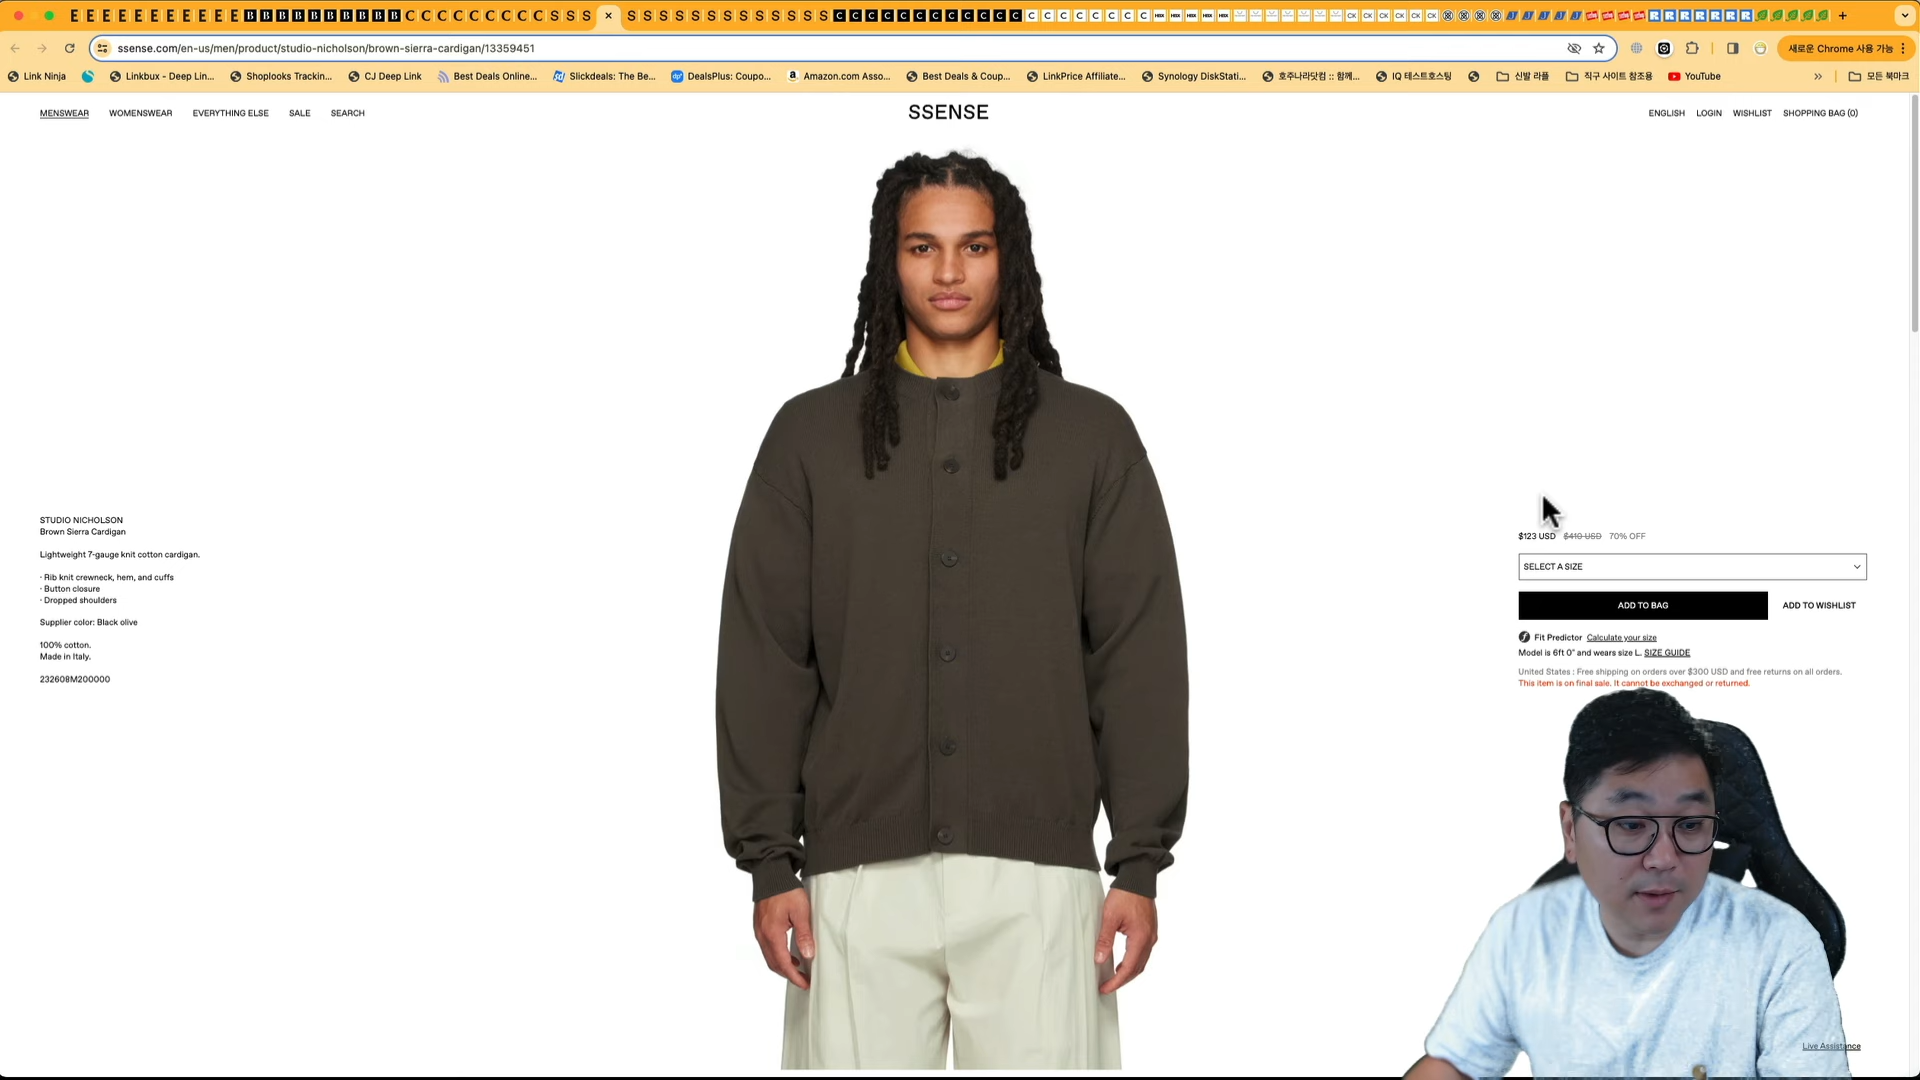 ssense.com/en-us/men/product/studio-nicholson/brown-sierra-cardigan/13359451
새로운 Chrome 사용 가능
Link Ninja
Linkbux - Deep Lin...
Shoplooks Trackin...
CJ Deep Link
Best Deals Online...
Slickdeals: The Be...
DealsPlus: Coupo...
Amazon.com Asso...
Best Deals & Coup...
LinkPrice Affiliate...
Synology DiskStati...
호주나라닷컴 :: 함께...
IQ 테스트호스팅
신발 라플
직구 사이트 참조용
YouTube
모든 북마크
MENSWEAR
WOMENSWEAR
EVERYTHING ELSE
SALE
SEARCH
SSENSE
ENGLISH
LOGIN
WISHLIST
SHOPPING BAG (0)
STUDIO NICHOLSON
Brown Sierra Cardigan
Lightweight 7-gauge knit cotton cardigan.
· Rib knit crewneck, hem, and cuffs
· Button closure
· Dropped shoulders
Supplier color: Black olive
100% cotton.
Made in Italy.
232608M200000
$123 USD $410 USD 70% OFF
SELECT A SIZE
ADD TO BAG
ADD TO WISHLIST
Fit Predictor Calculate your size
Model is 6ft 0" and wears size L. SIZE GUIDE
United States : Free shipping on orders over $300 USD and free returns on all orders.
This item is on final sale. It cannot be exchanged or returned.
Live Assistance